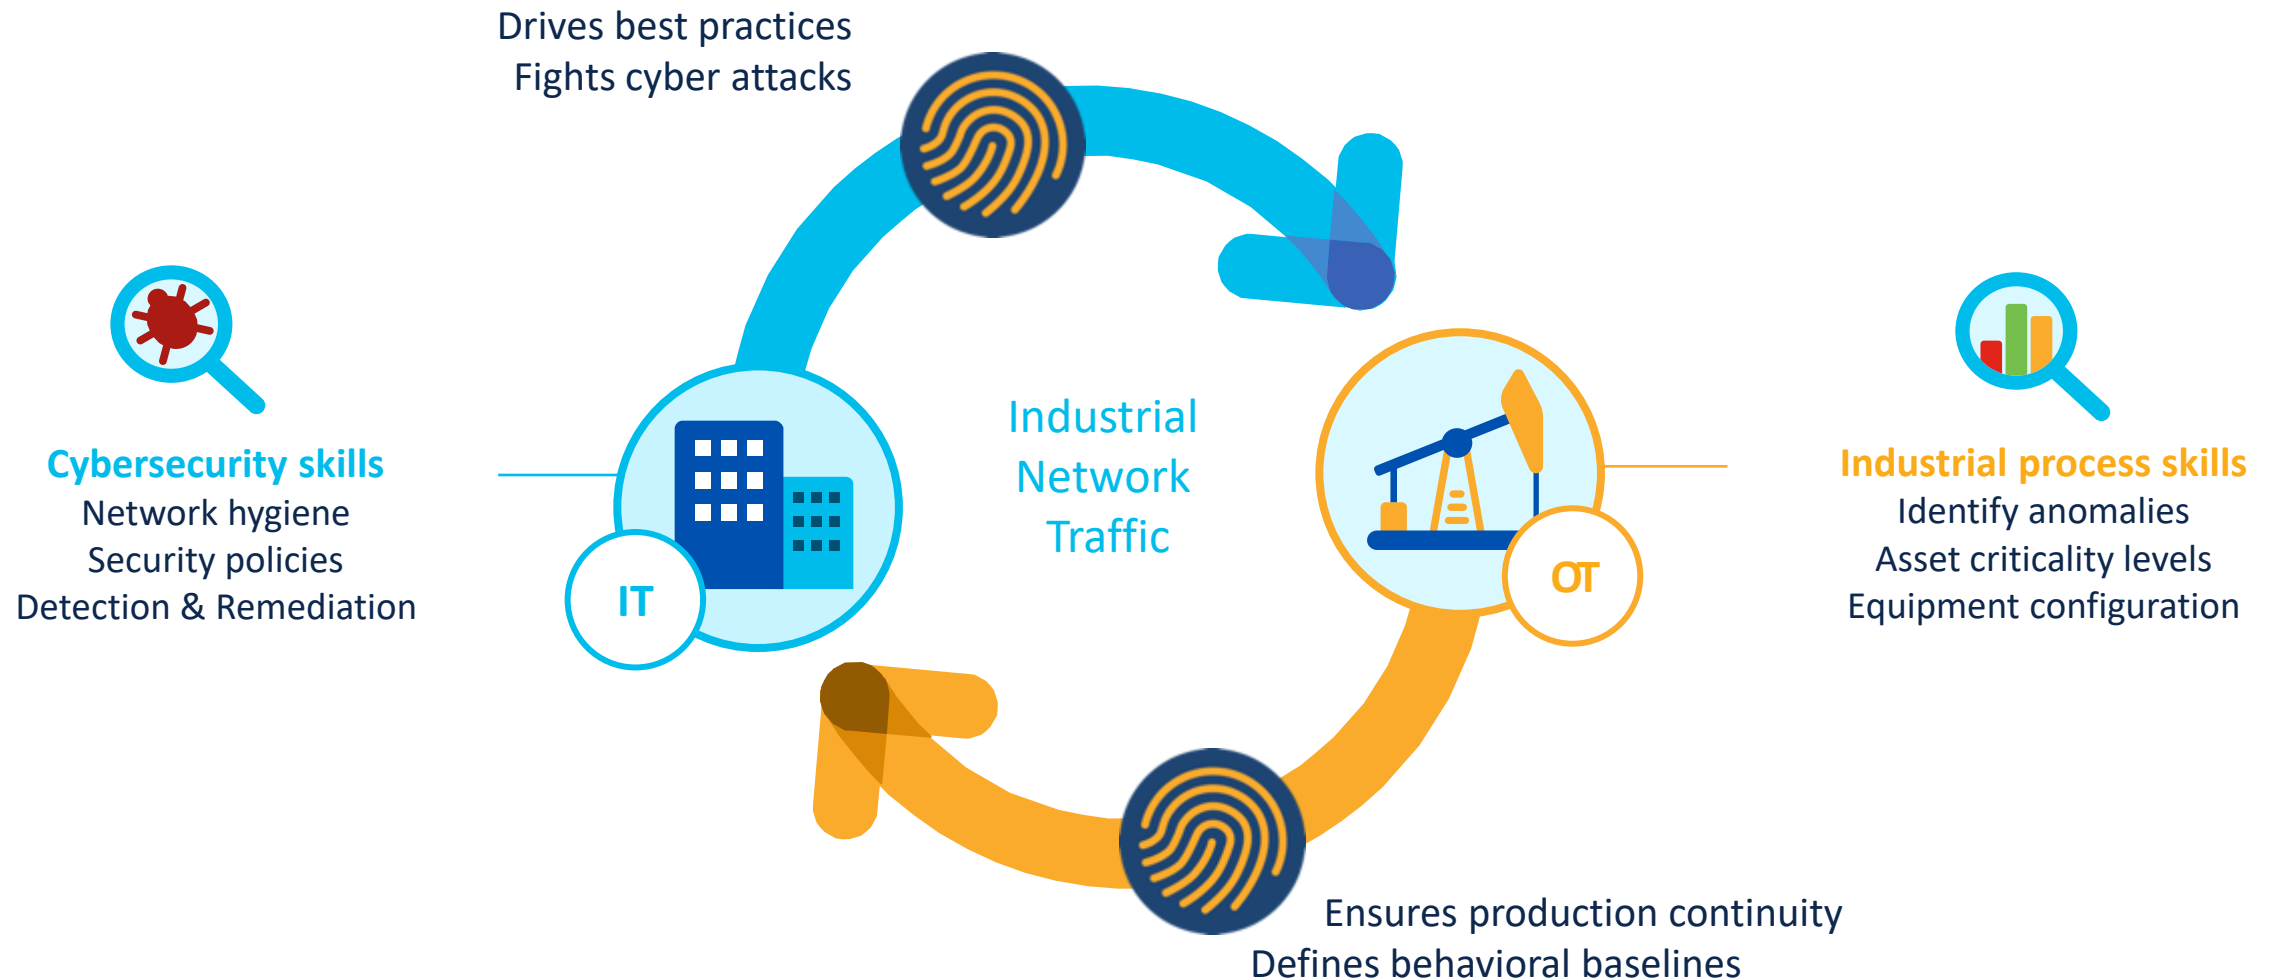 Drives best practices
Fights cyber attacks
Cybersecurity skills
Network hygiene
Security policies
Detection & Remediation
IT
Industrial
Network
Traffic
OT
Industrial process skills
Identify anomalies
Asset criticality levels
Equipment configuration
Ensures production continuity
Defines behavioral baselines